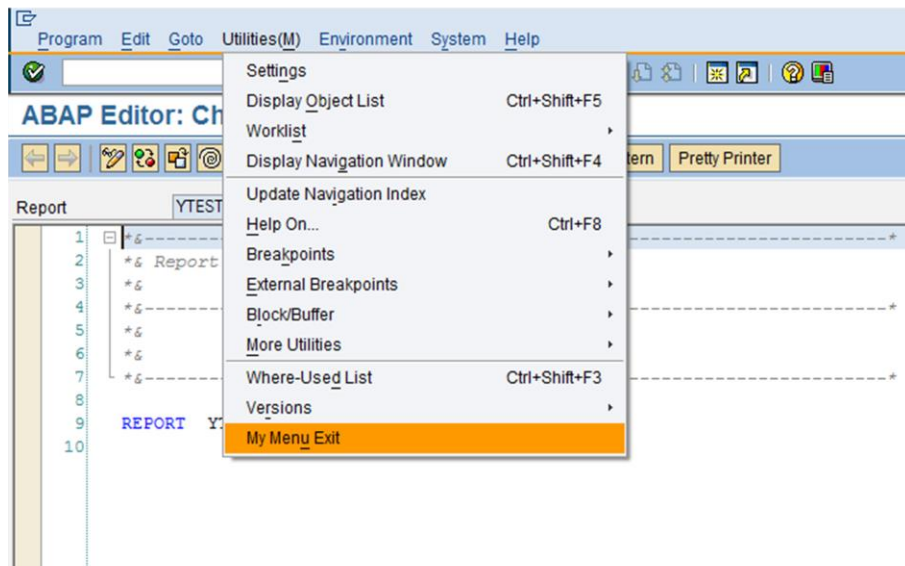 Program Edit Goto Utilities(M) Environment System Help
ABAP Editor: Ch
Settings
Display Object List Ctrl+Shift+F5
Worklist
Display Navigation Window Ctrl+Shift+F4
Update Navigation Index
Help On... Ctrl+F8
Breakpoints
External Breakpoints
Block/Buffer
More Utilities
Where-Used List Ctrl+Shift+F3
Versions
My Menu Exit
tern Pretty Printer
Report YTEST
1 *&---------------------*
2 *& Report
3 *&
4 *&---------------------*
5 *&
6 *&
7 *&---------------------*
8
9 REPORT
10